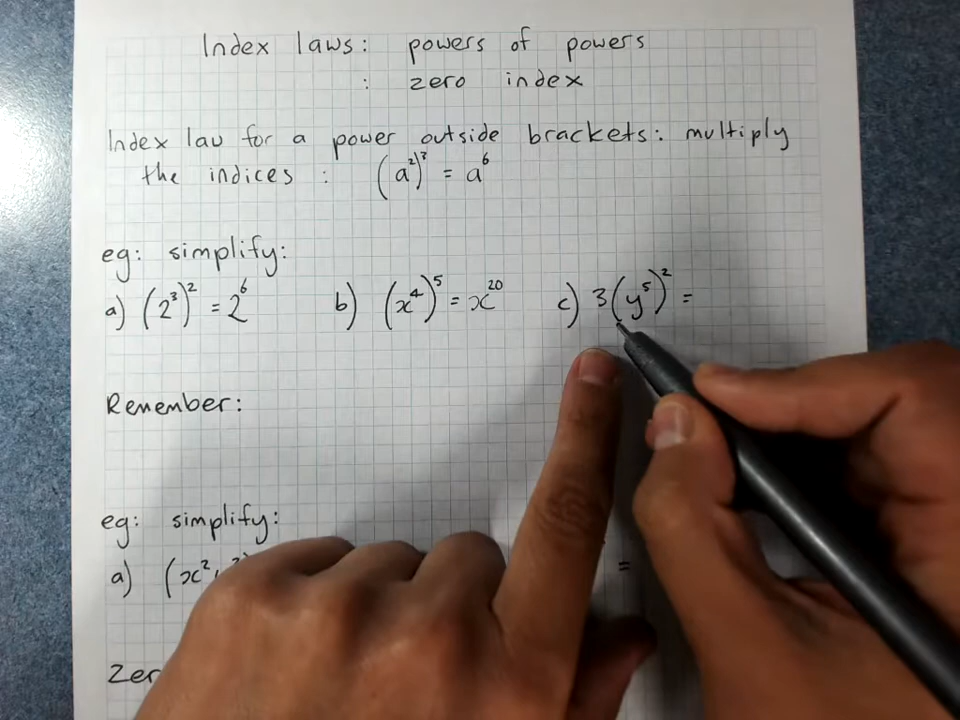 Index laws: powers of powers
: zero index
Index law for a power outside brackets: multiply
the indices : (a²)³ = a⁶
eg: simplify:
a) (2³)² = 2⁶ b) (x⁴)⁵ = x²⁰ c) 3(y⁵)² =
Remember:
eg: simplify:
a) (x² =